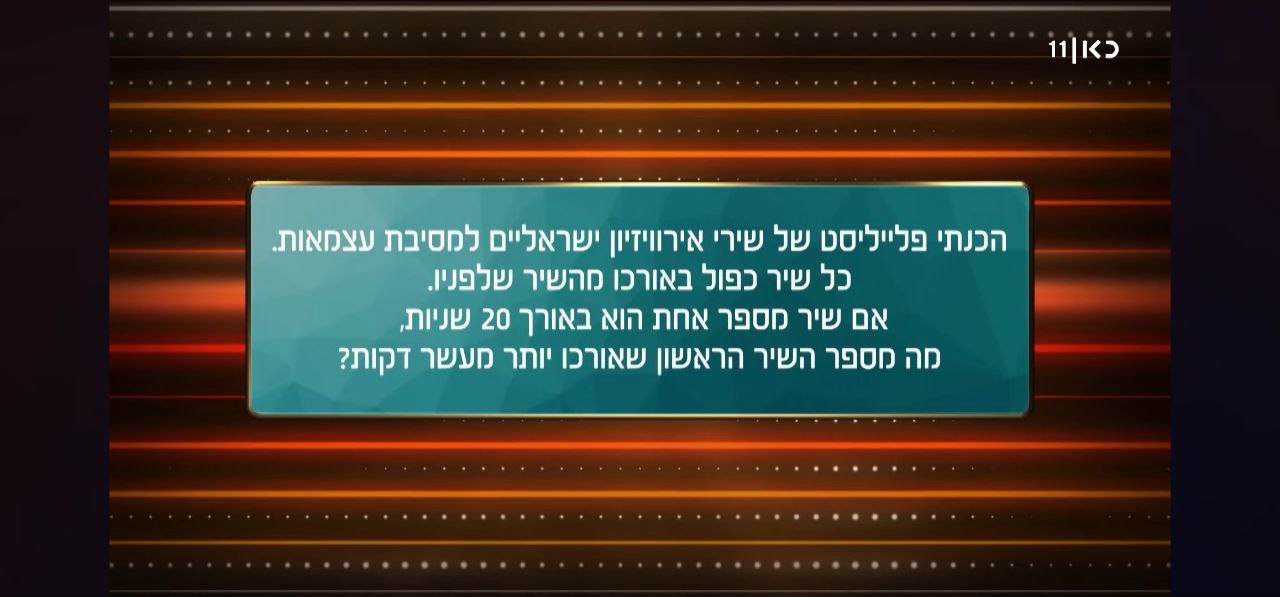 כאן 11
הכנתי פלייליסט של שירי אירוויזיון ישראליים למסיבת עצמאות.
כל שיר כפול באורכו מהשיר שלפניו.
אם שיר מספר אחת הוא באורך 20 שניות,
מה מספר השיר הראשון שאורכו יותר מעשר דקות?